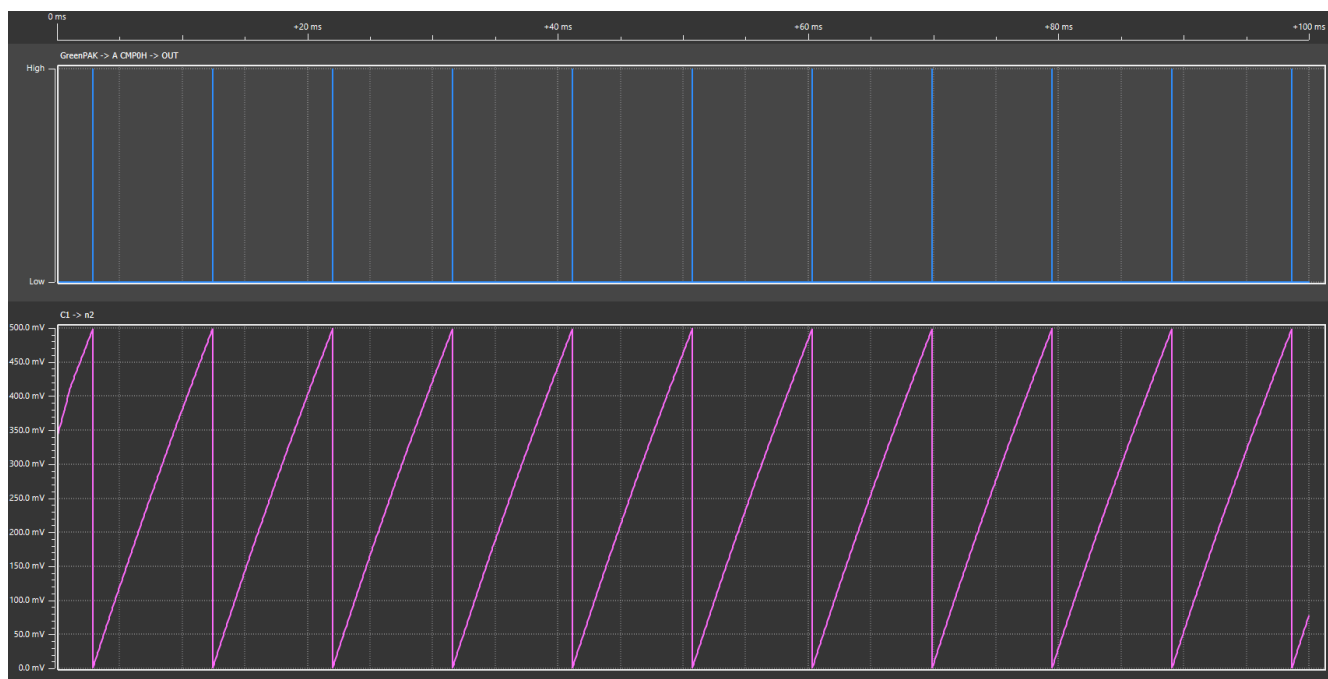 0 ms
+20 ms
+40 ms
+60 ms
+80 ms
+100 ms
GreenPAK -> A CMP0H -> OUT
High
Low
C1 -> n2
500.0 mV
450.0 mV
400.0 mV
350.0 mV
300.0 mV
250.0 mV
200.0 mV
150.0 mV
100.0 mV
50.0 mV
0.0 mV